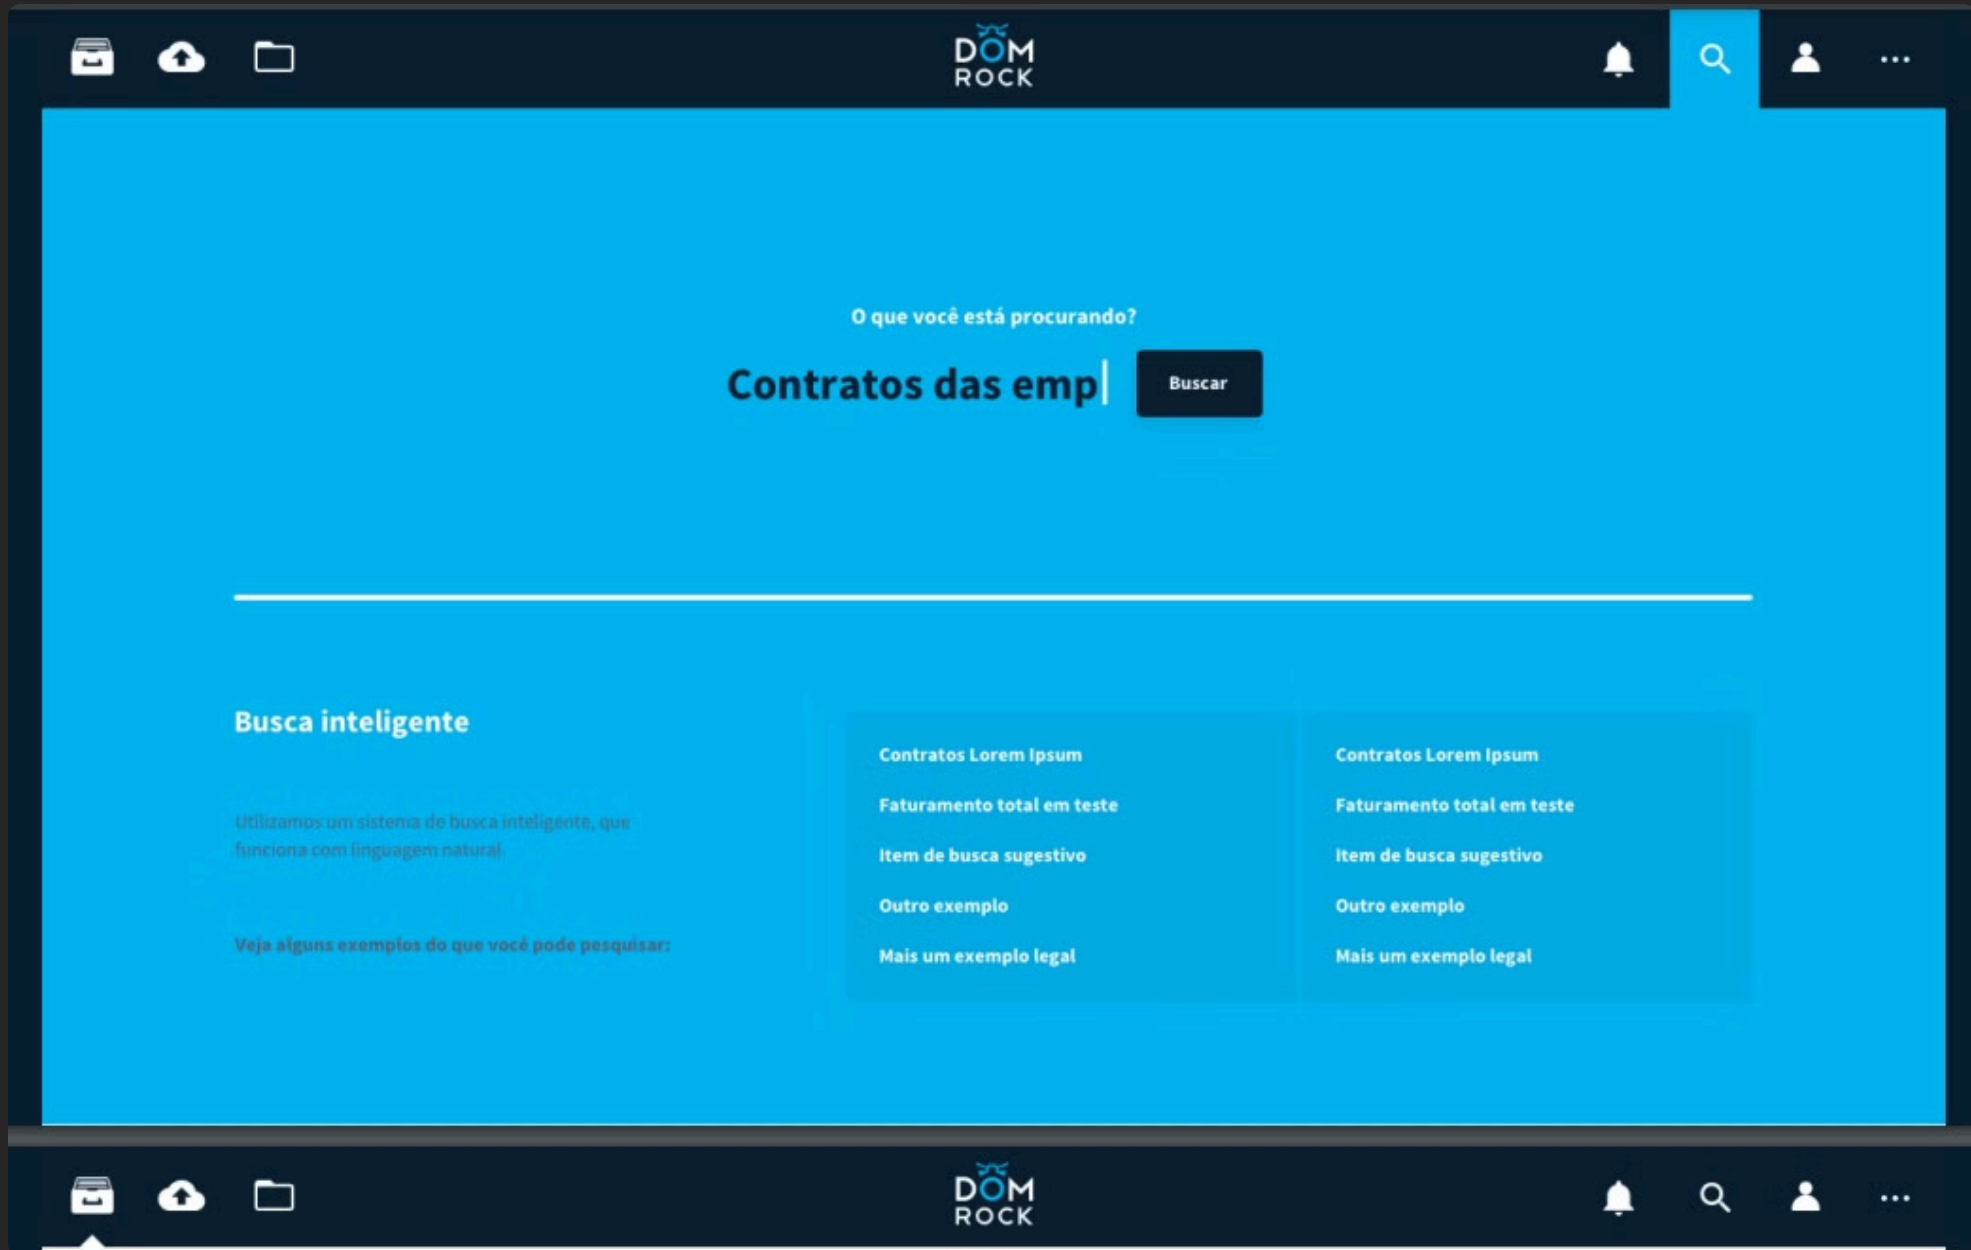 DOM
ROCK
O que você está procurando?
Contratos das emp
Buscar
Busca inteligente
Utilizamos um sistema de busca inteligente, que
funciona com linguagem natural.
Veja alguns exemplos do que você pode pesquisar:
Contratos Lorem Ipsum
Faturamento total em teste
Item de busca sugestivo
Outro exemplo
Mais um exemplo legal
Contratos Lorem Ipsum
Faturamento total em teste
Item de busca sugestivo
Outro exemplo
Mais um exemplo legal
DOM
ROCK